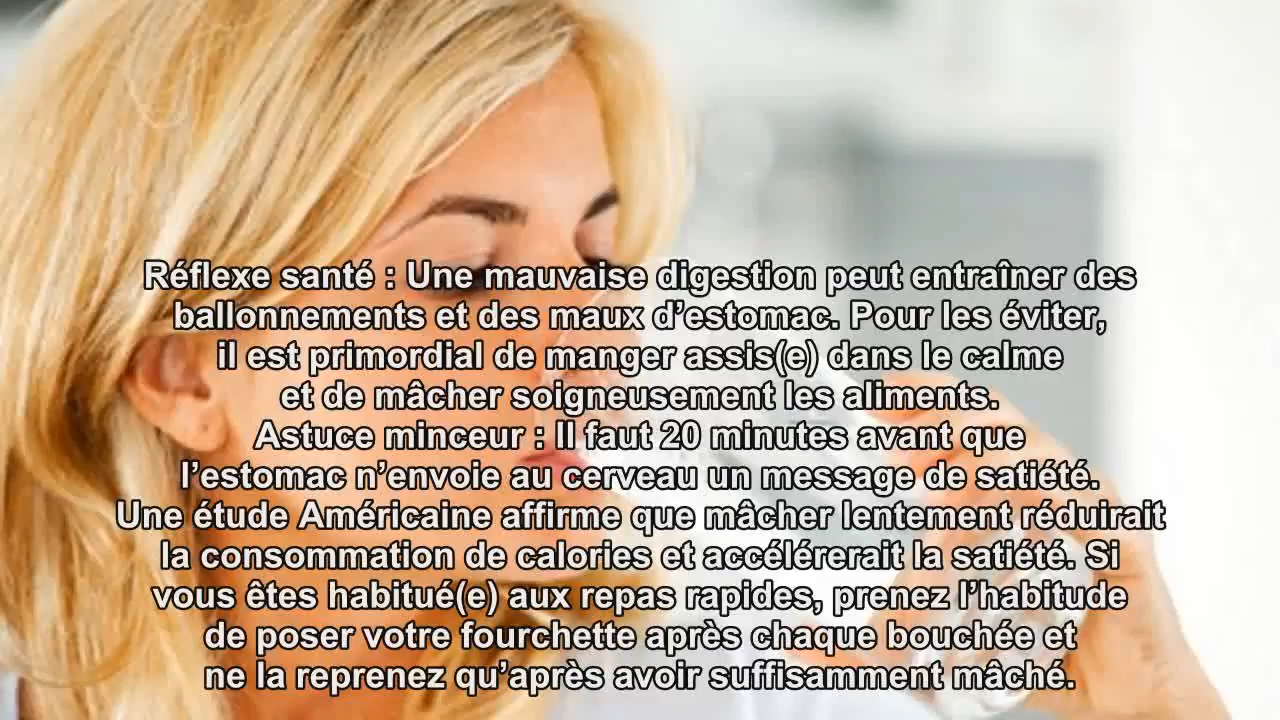 Réflexe santé : Une mauvaise digestion peut entraîner des
ballonnements et des maux d’estomac. Pour les éviter,
il est primordial de manger assis(e) dans le calme
et de mâcher soigneusement les aliments.
Astuce minceur : Il faut 20 minutes avant que
l’estomac n’envoie au cerveau un message de satiété.
Une étude Américaine affirme que mâcher lentement réduirait
la consommation de calories et accélérerait la satiété. Si
vous êtes habitué(e) aux repas rapides, prenez l’habitude
de poser votre fourchette après chaque bouchée et
ne la reprenez qu’après avoir suffisamment mâché.